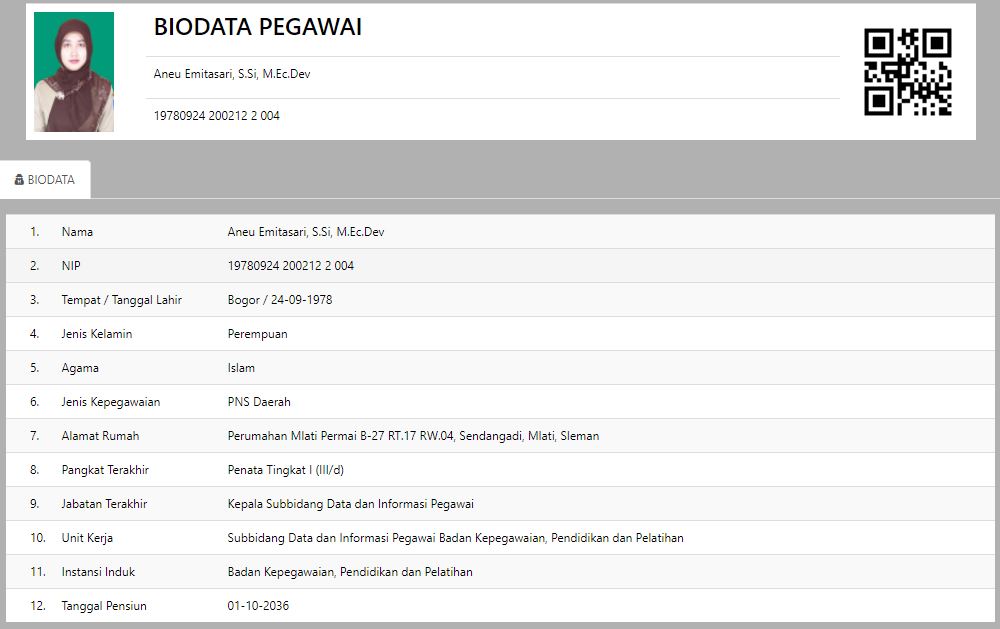 BIODATA PEGAWAI
Aneu Emitasari, S.Si, M.Ec.Dev
19780924 200212 2 004
BIODATA
1. Nama Aneu Emitasari, S.Si, M.Ec.Dev
2. NIP 19780924 200212 2 004
3. Tempat / Tanggal Lahir Bogor / 24-09-1978
4. Jenis Kelamin Perempuan
5. Agama Islam
6. Jenis Kepegawaian PNS Daerah
7. Alamat Rumah Perumahan Mlati Permai B-27 RT.17 RW.04, Sendangadi, Mlati, Sleman
8. Pangkat Terakhir Penata Tingkat I (III/d)
9. Jabatan Terakhir Kepala Subbidang Data dan Informasi Pegawai
10. Unit Kerja Subbidang Data dan Informasi Pegawai Badan Kepegawaian, Pendidikan dan Pelatihan
11. Instansi Induk Badan Kepegawaian, Pendidikan dan Pelatihan
12. Tanggal Pensiun 01-10-2036